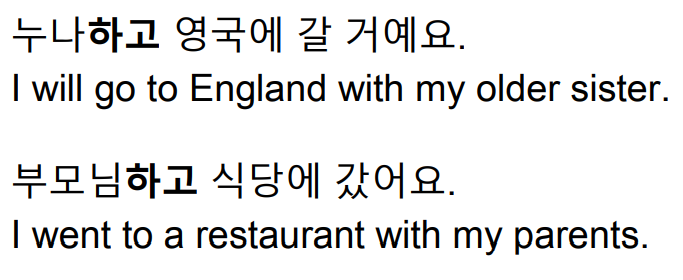 누나하고 영국에 갈 거예요.
I will go to England with my older sister.
부모님하고 식당에 갔어요.
I went to a restaurant with my parents.